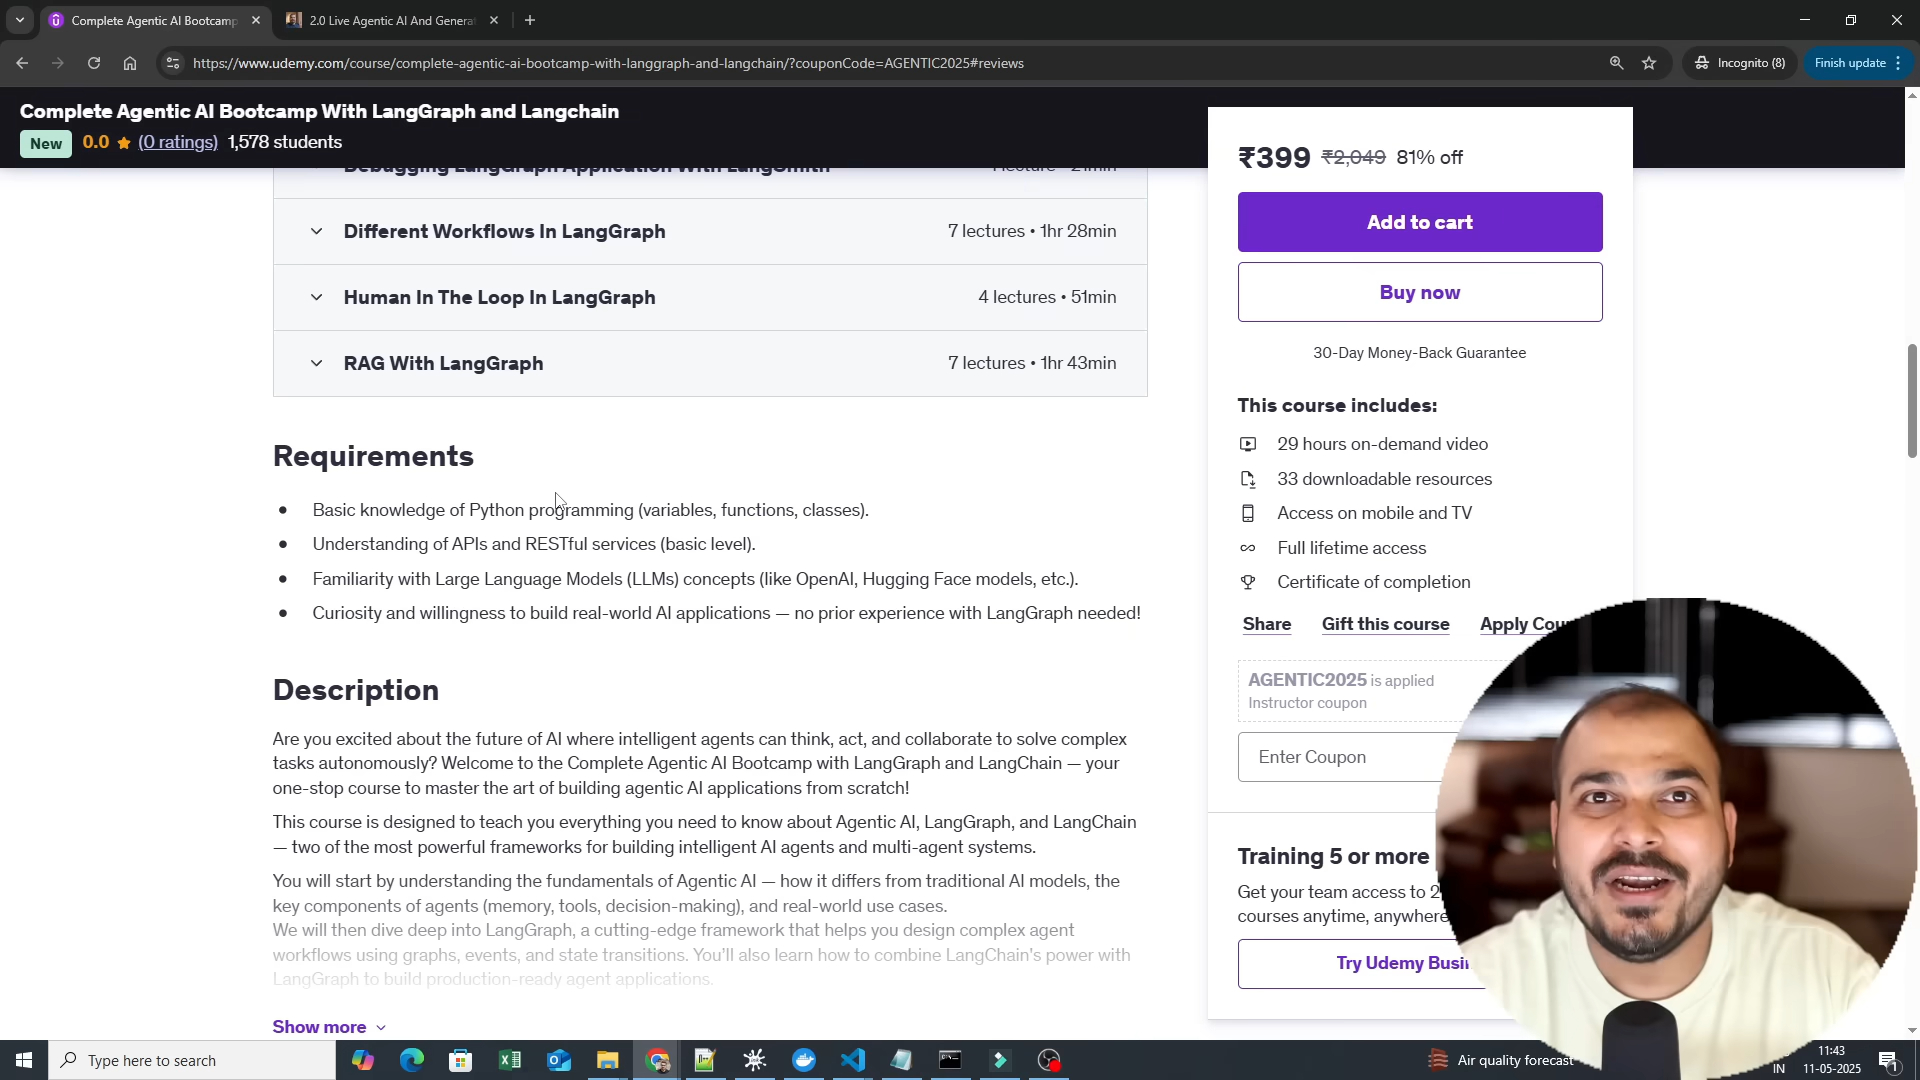 Complete Agentic AI Bootcamp
2.0 Live Agentic AI And Genera
https://www.udemy.com/course/complete-agentic-ai-bootcamp-with-langgraph-and-langchain/?couponCode=AGENTIC2025#reviews
Incognito (8)
Finish update
Complete Agentic AI Bootcamp With LangGraph and Langchain
New 0.0 (0 ratings) 1,578 students
Debugging LangGraph Application With LangSmith
1 lecture • 21min
Different Workflows In LangGraph
7 lectures • 1hr 28min
Human In The Loop In LangGraph
4 lectures • 51min
RAG With LangGraph
7 lectures • 1hr 43min
Requirements
Basic knowledge of Python programming (variables, functions, classes).
Understanding of APIs and RESTful services (basic level).
Familiarity with Large Language Models (LLMs) concepts (like OpenAI, Hugging Face models, etc.).
Curiosity and willingness to build real-world AI applications — no prior experience with LangGraph needed!
Description
Are you excited about the future of AI where intelligent agents can think, act, and collaborate to solve complex
tasks autonomously? Welcome to the Complete Agentic AI Bootcamp with LangGraph and LangChain — your
one-stop course to master the art of building agentic AI applications from scratch!
This course is designed to teach you everything you need to know about Agentic AI, LangGraph, and LangChain
— two of the most powerful frameworks for building intelligent AI agents and multi-agent systems.
You will start by understanding the fundamentals of Agentic AI — how it differs from traditional AI models, the
key components of agents (memory, tools, decision-making), and real-world use cases.
We will then dive deep into LangGraph, a cutting-edge framework that helps you design complex agent
workflows using graphs, events, and state transitions. You'll also learn how to combine LangChain's power with
LangGraph to build production-ready agent applications.
Show more
₹399 ₹2,049 81% off
Add to cart
Buy now
30-Day Money-Back Guarantee
This course includes:
29 hours on-demand video
33 downloadable resources
Access on mobile and TV
Full lifetime access
Certificate of completion
Share Gift this course Apply Cou
AGENTIC2025 is applied
Instructor coupon
Enter Coupon
Training 5 or more
Get your team access to 2
courses anytime, anywhere
Try Udemy Busin
Type here to search
Air quality forecast
IN
11:43
11-05-2025
1